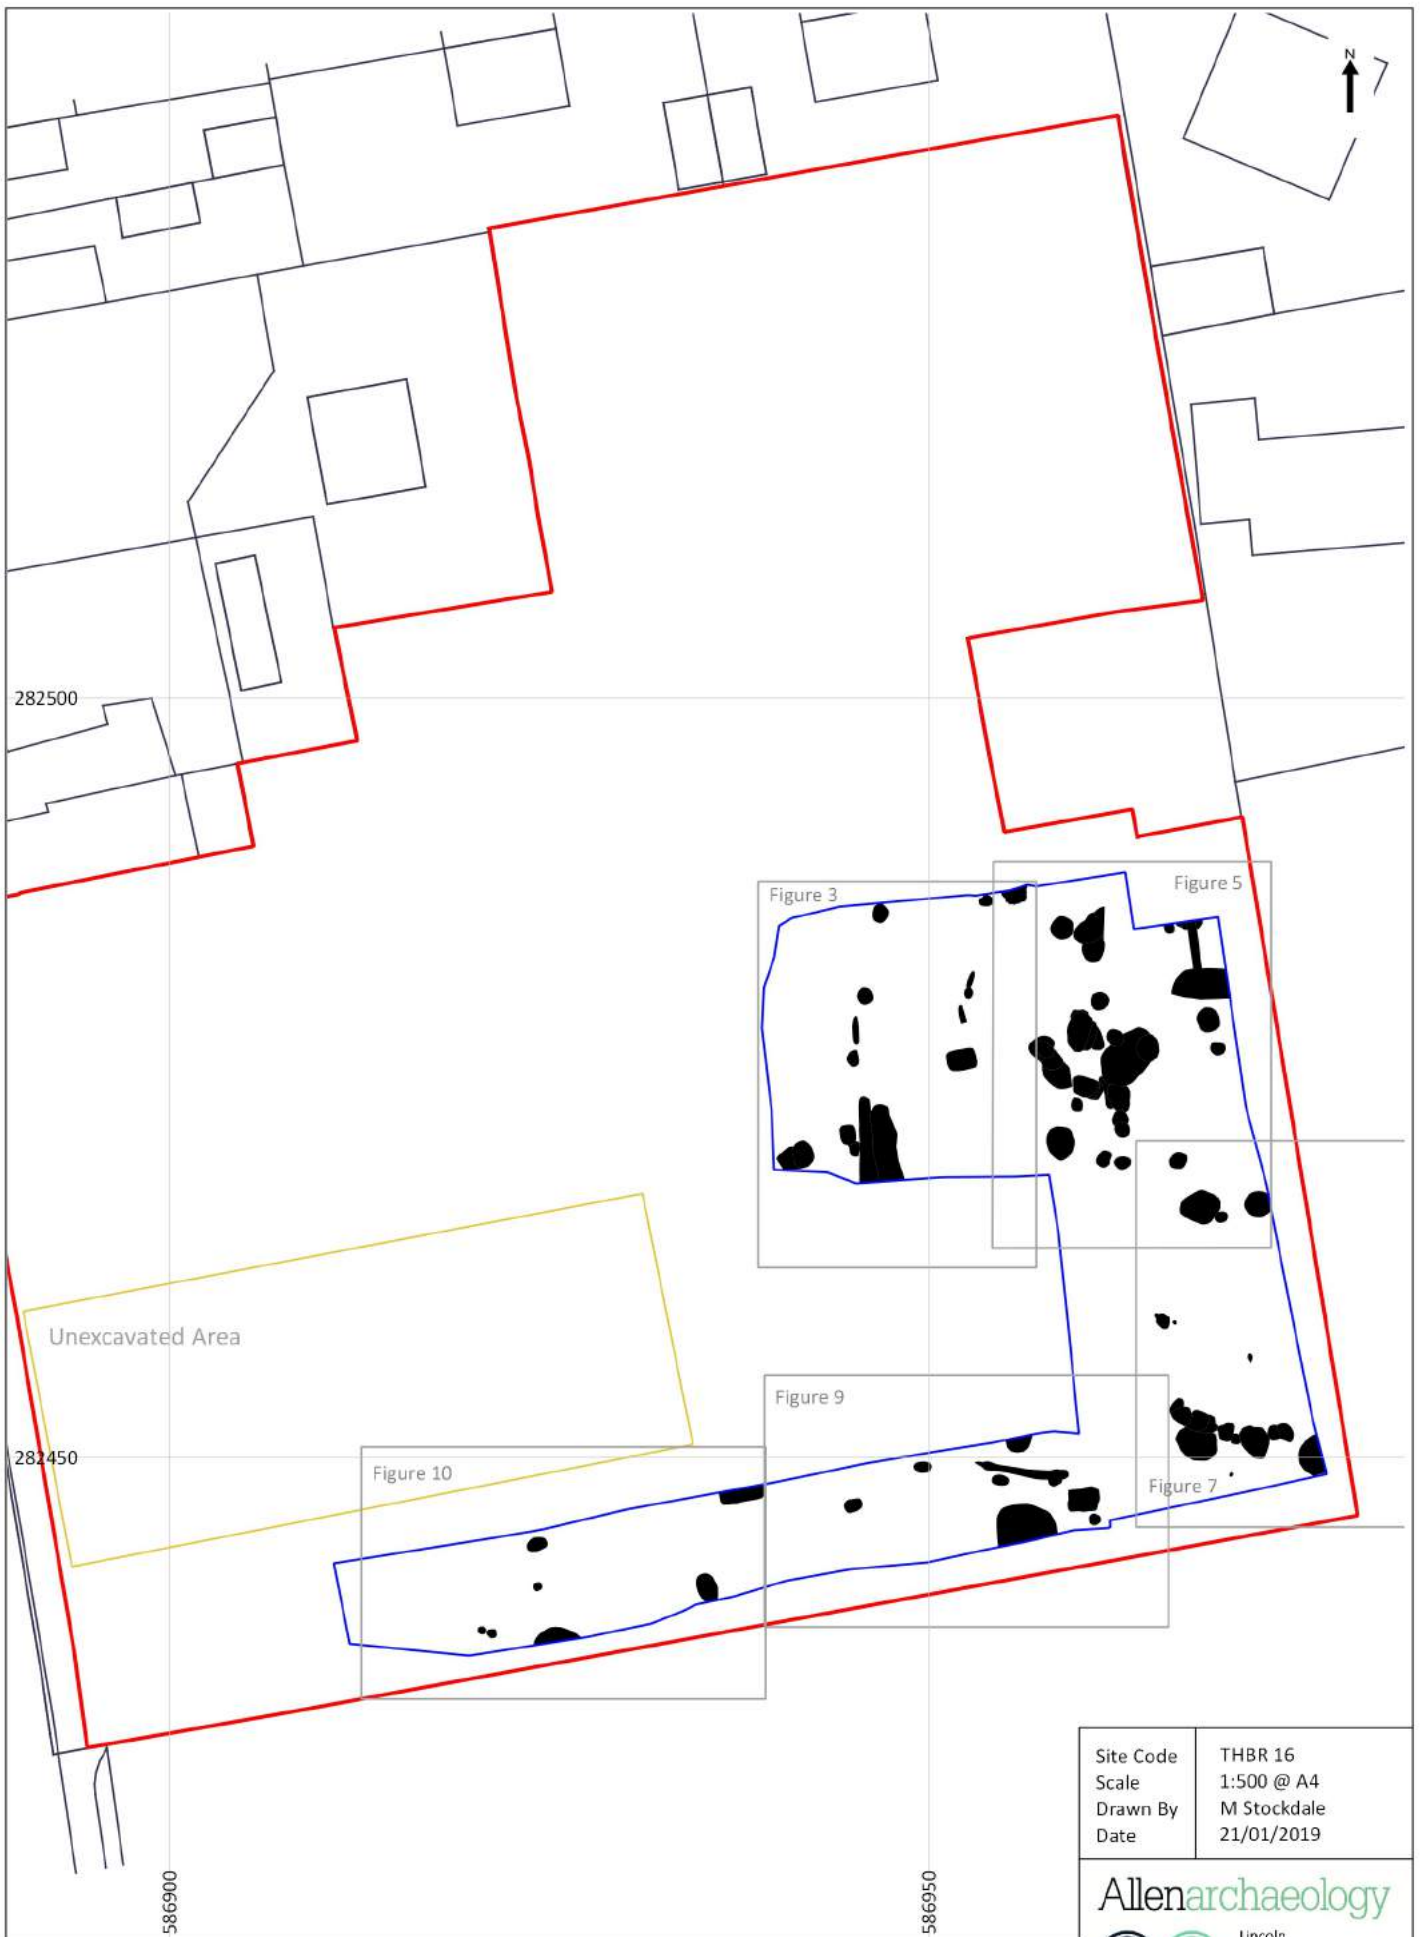 N
282500
Figure 3
Figure 5
Unexcavated Area
Figure 9
282450
Figure 10
Figure 7
586900
586950
Site Code THBR 16
Scale 1:500 @ A4
Drawn By M Stockdale
Date 21/01/2019
Allenarchaeology
Lincoln